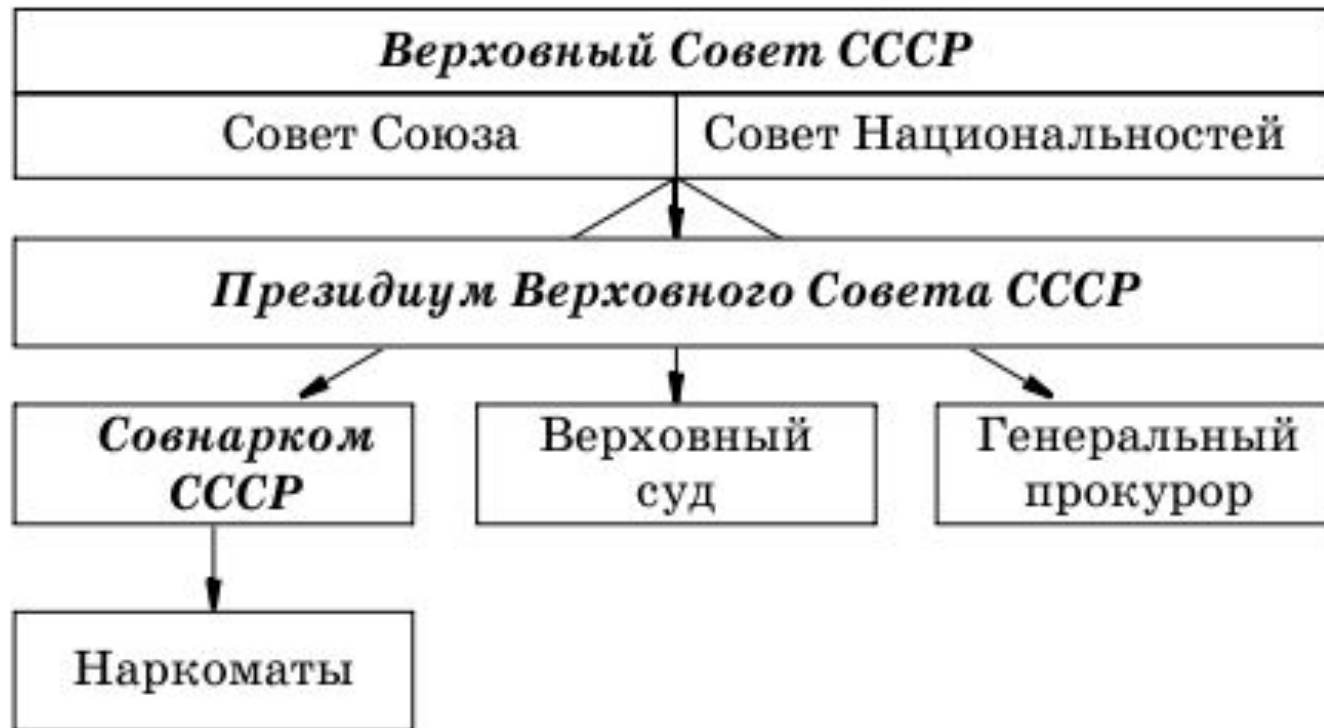 Верховный Совет СССР
Совет Союза
Совет Национальностей
Президиум Верховного Совета СССР
Совнарком
СССР
Верховный
суд
Генеральный
прокурор
Наркоматы